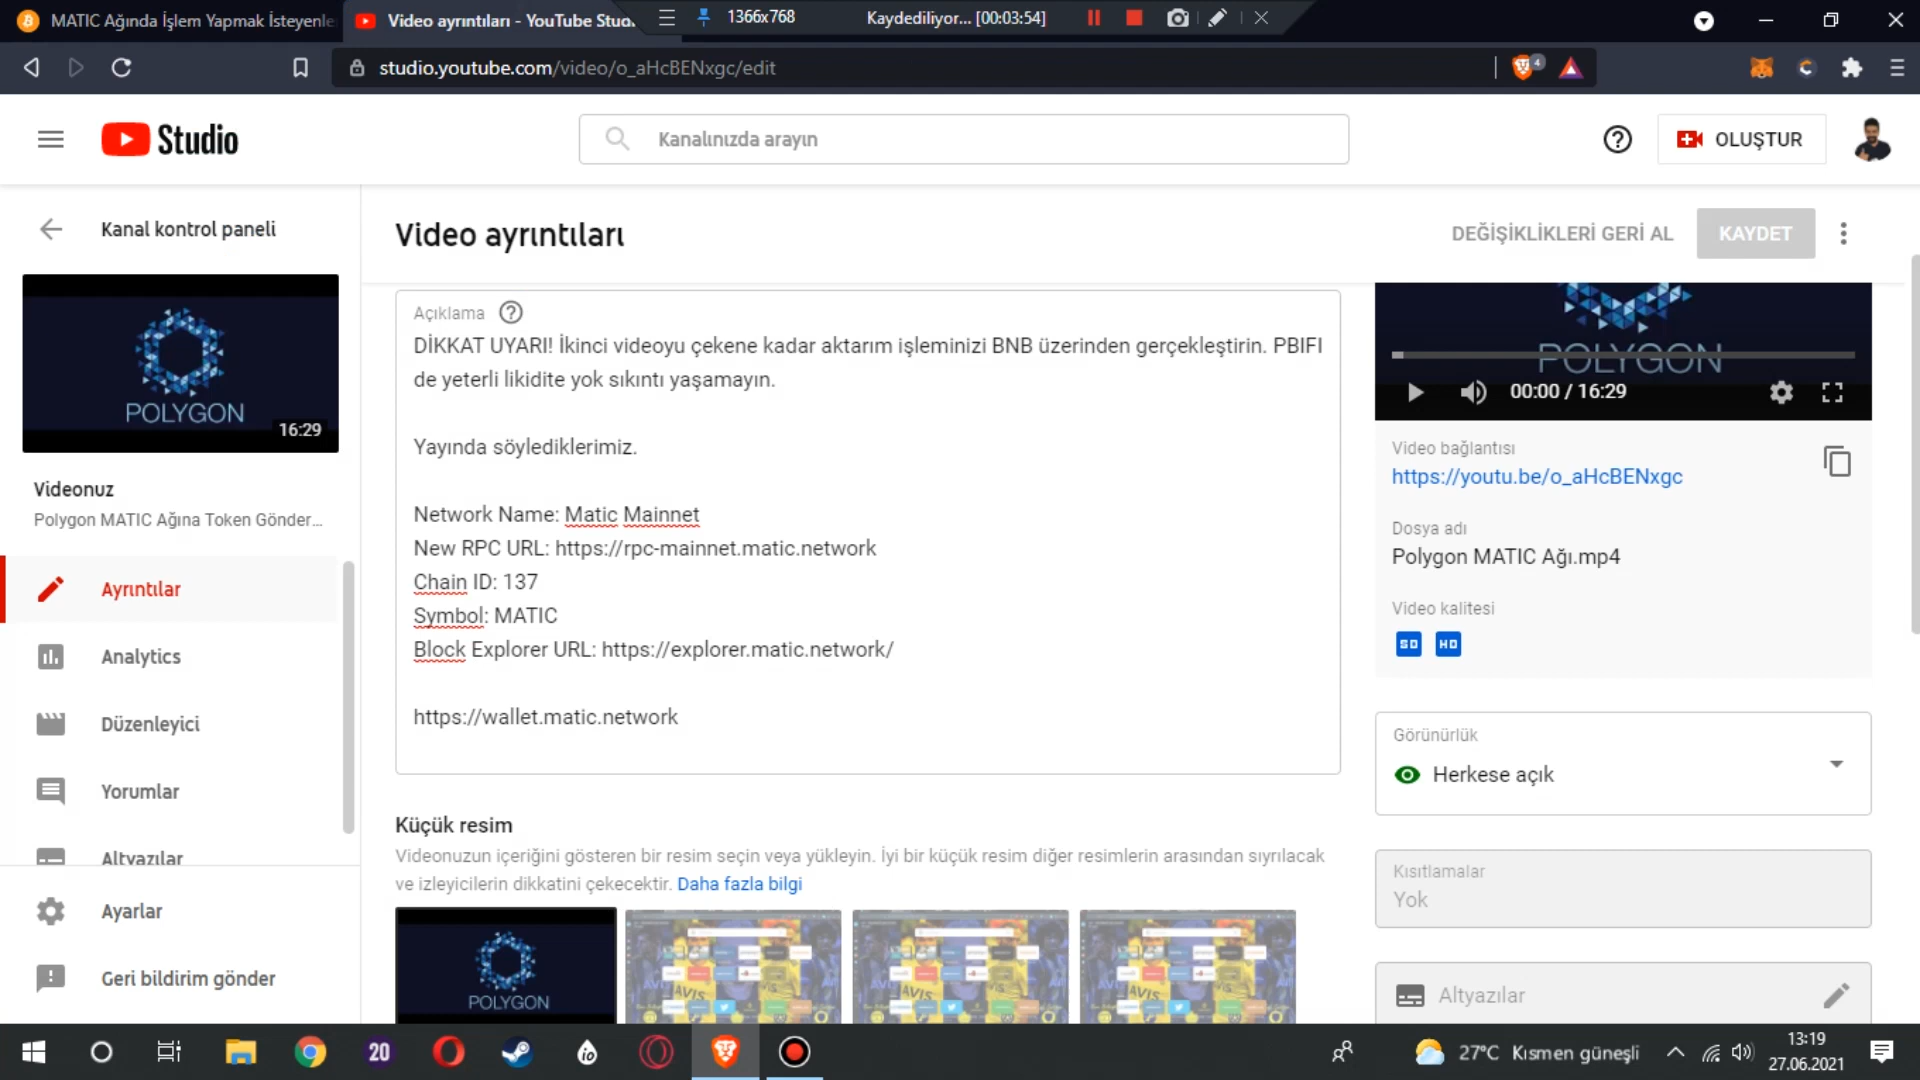 MATIC Ağında İşlem Yapmak İsteyenle
Video ayrıntıları - YouTube Stud
1366x768
Kaydediliyor... [00:03:54]
studio.youtube.com/video/o_aHcBENxgc/edit
4
Studio
Kanalınızda arayın
OLUŞTUR
Kanal kontrol paneli
POLYGON
16:29
Videonuz
Polygon MATIC Ağına Token Gönder...
Ayrıntılar
Analytics
Düzenleyici
Yorumlar
Altyazılar
Ayarlar
Geri bildirim gönder
Video ayrıntıları
DEĞİŞİKLİKLERİ GERİ AL
KAYDET
Açıklama
DİKKAT UYARI! İkinci videoyu çekene kadar aktarım işleminizi BNB üzerinden gerçekleştirin. PBIFI
de yeterli likidite yok sıkıntı yaşamayın.
Yayında söylediklerimiz.
Network Name: Matic Mainnet
New RPC URL: https://rpc-mainnet.matic.network
Chain ID: 137
Symbol: MATIC
Block Explorer URL: https://explorer.matic.network/
https://wallet.matic.network
Küçük resim
Videonuzun içeriğini gösteren bir resim seçin veya yükleyin. İyi bir küçük resim diğer resimlerin arasından sıyrılacak
ve izleyicilerin dikkatini çekecektir. Daha fazla bilgi
POLYGON
AVIS
AVIS
AVIS
POLYGON
00:00 / 16:29
Video bağlantısı
https://youtu.be/o_aHcBENxgc
Dosya adı
Polygon MATIC Ağı.mp4
Video kalitesi
SD HD
Görünürlük
Herkese açık
Kısıtlamalar
Yok
Altyazılar
20
27°C Kısmen güneşli
13:19
27.06.2021